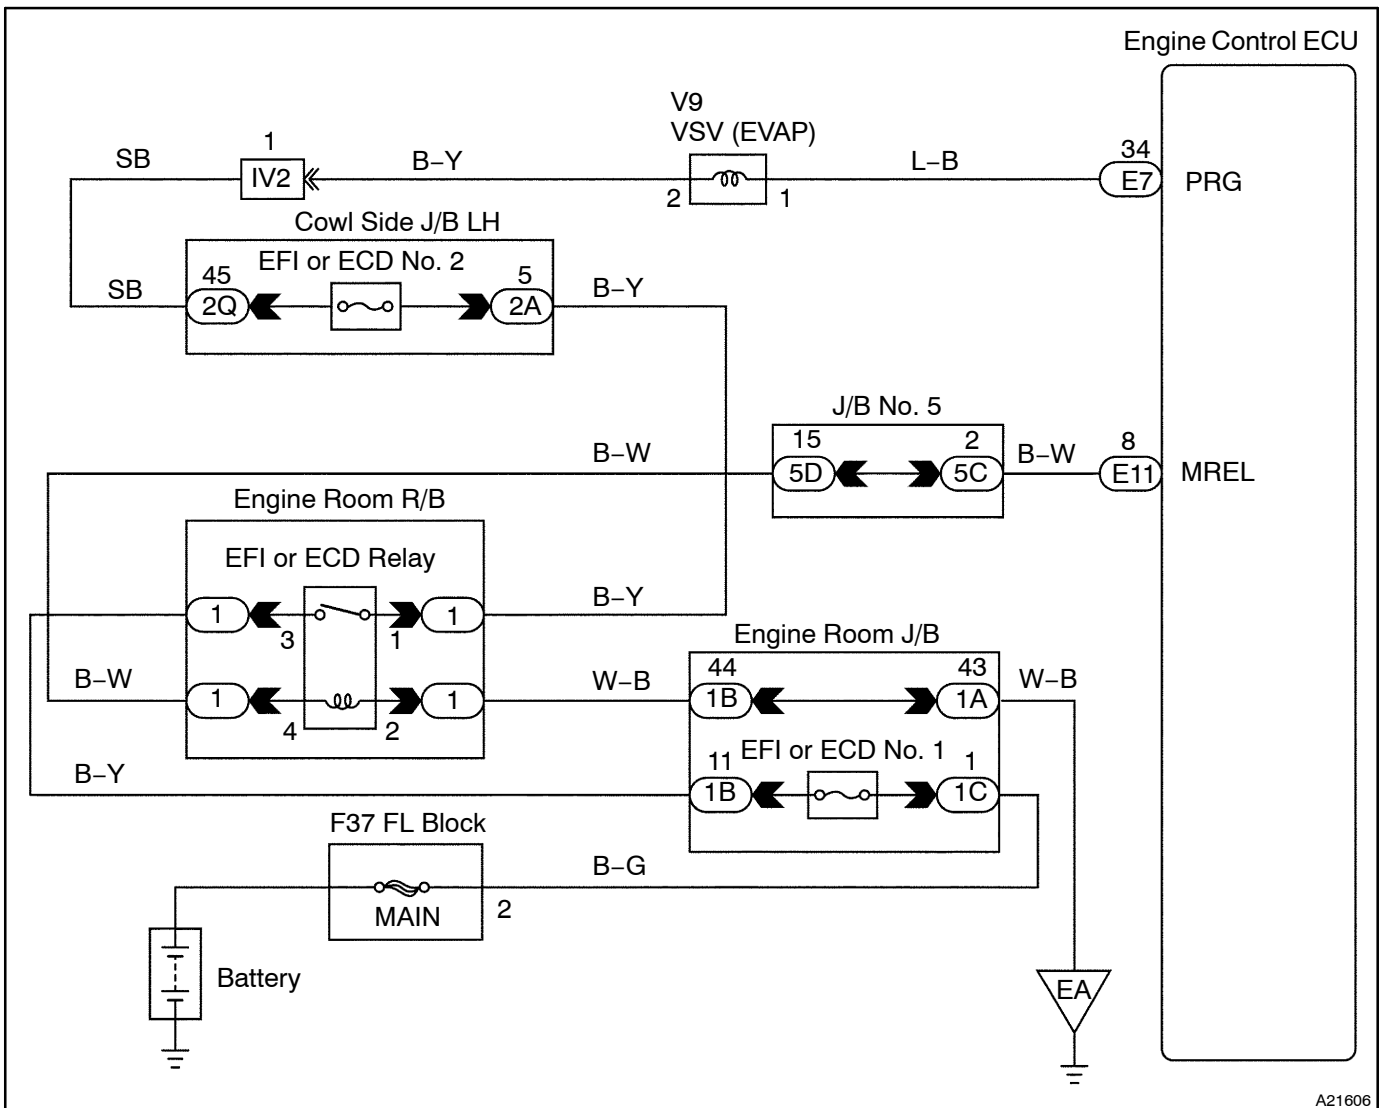 Engine Control ECU
V9
VSV (EVAP)
1
SB
IV2
B–Y
2
1
L–B
34
E7
PRG
Cowl Side J/B LH
EFI or ECD No. 2
45
5
SB
2Q
2A
B–Y
J/B No. 5
15
2
8
B–W
5D
5C
B–W
E11
MREL
Engine Room R/B
EFI or ECD Relay
1
3
1
1
B–Y
Engine Room J/B
B–W
1
4
2
1
W–B
44
43
1B
1A
W–B
EFI or ECD No. 1
11
1
B–Y
1B
1C
F37 FL Block
MAIN
2
B–G
Battery
EA
A21606